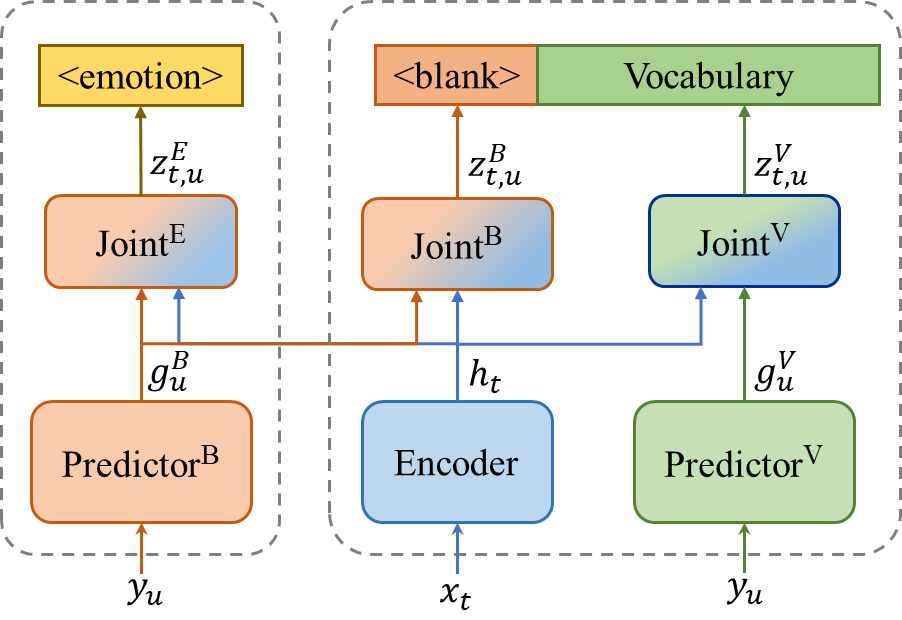 <emotion>
<blank>
Vocabulary
z^E_{t,u}
z^B_{t,u}
z^V_{t,u}
Joint^E
Joint^B
Joint^V
g^B_u
h_t
g^V_u
Predictor^B
Encoder
Predictor^V
y_u
x_t
y_u